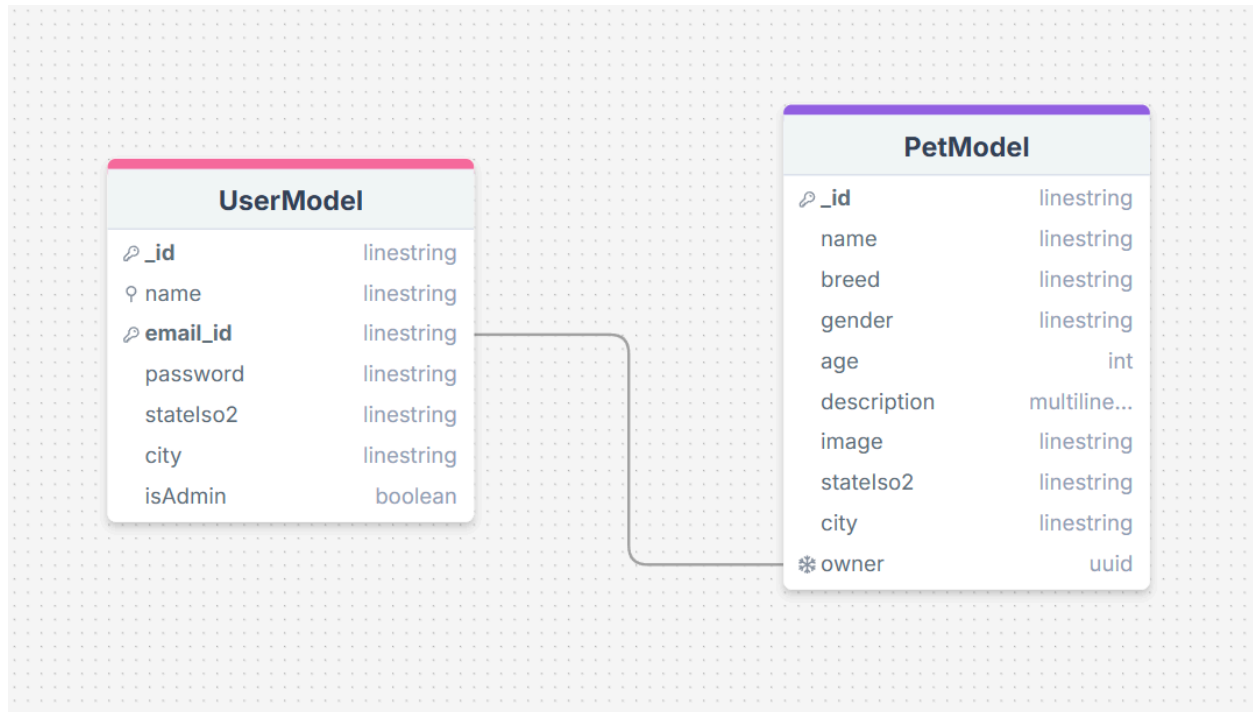 UserModel
_id linestring
name linestring
email_id linestring
password linestring
stateIso2 linestring
city linestring
isAdmin boolean
PetModel
_id linestring
name linestring
breed linestring
gender linestring
age int
description multiline...
image linestring
stateIso2 linestring
city linestring
owner uuid